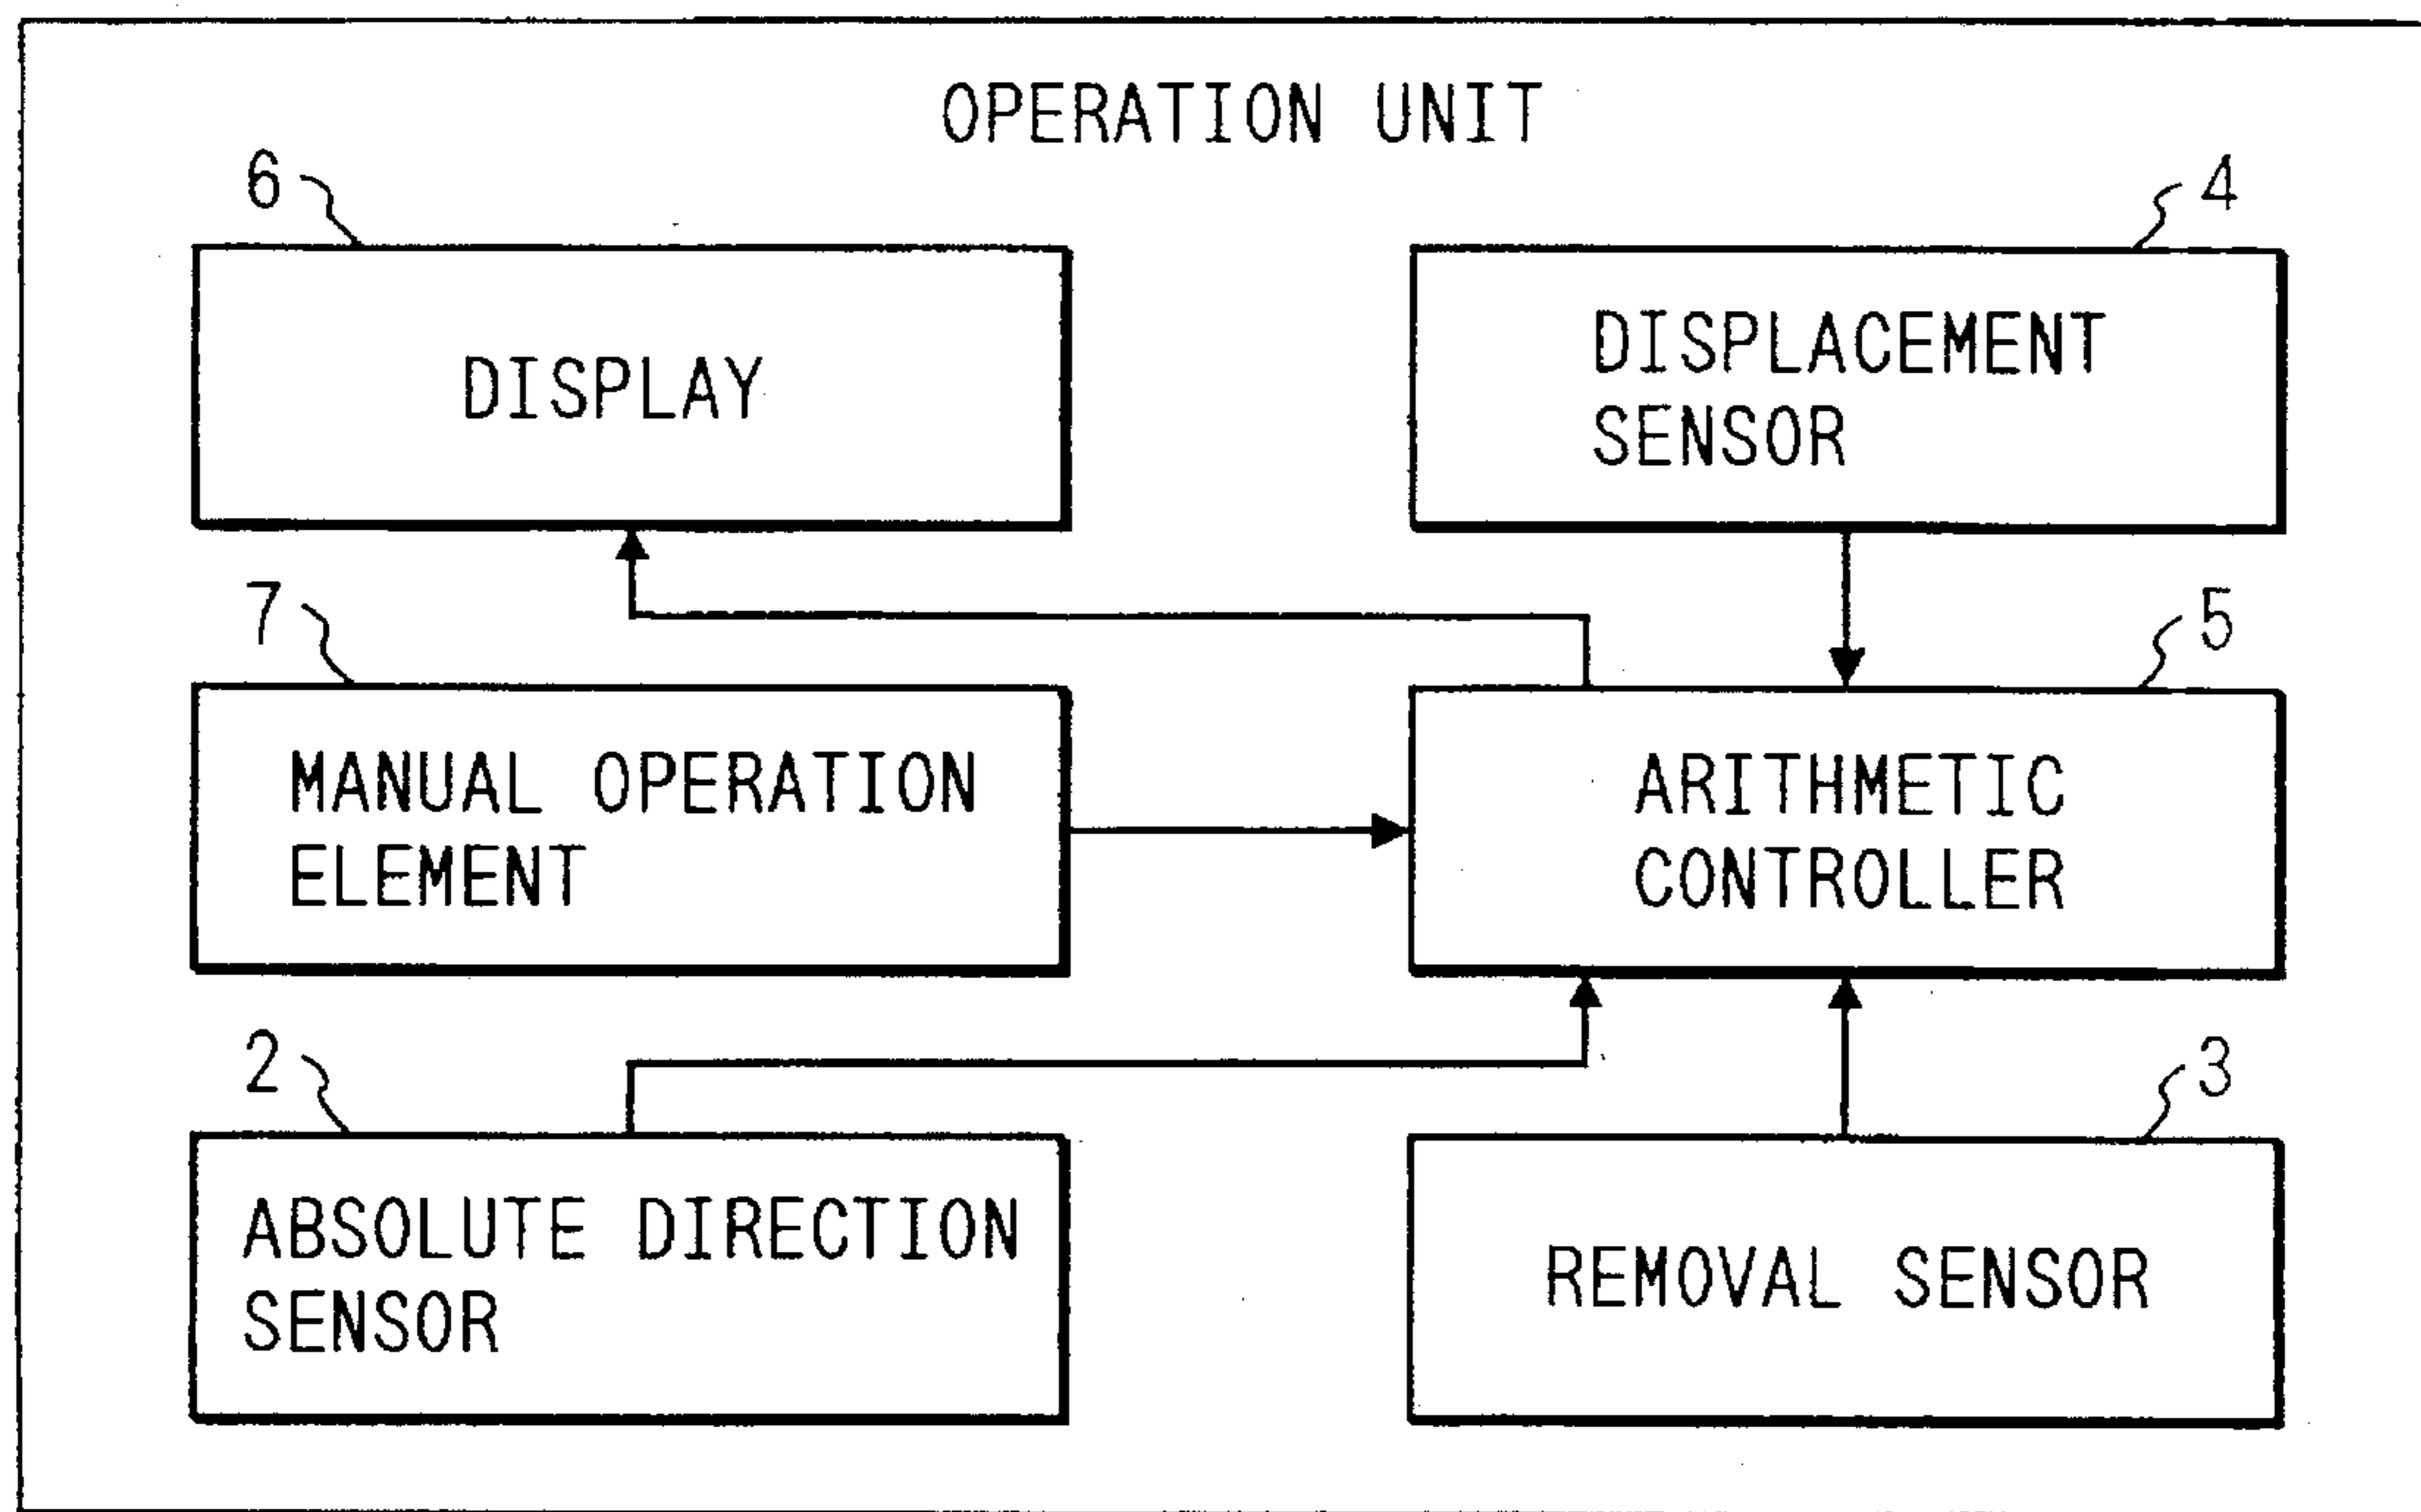 OPERATION UNIT
6
4
DISPLAY
DISPLACEMENT
SENSOR
7
5
MANUAL OPERATION
ELEMENT
ARITHMETIC
CONTROLLER
2
3
ABSOLUTE DIRECTION
SENSOR
REMOVAL SENSOR